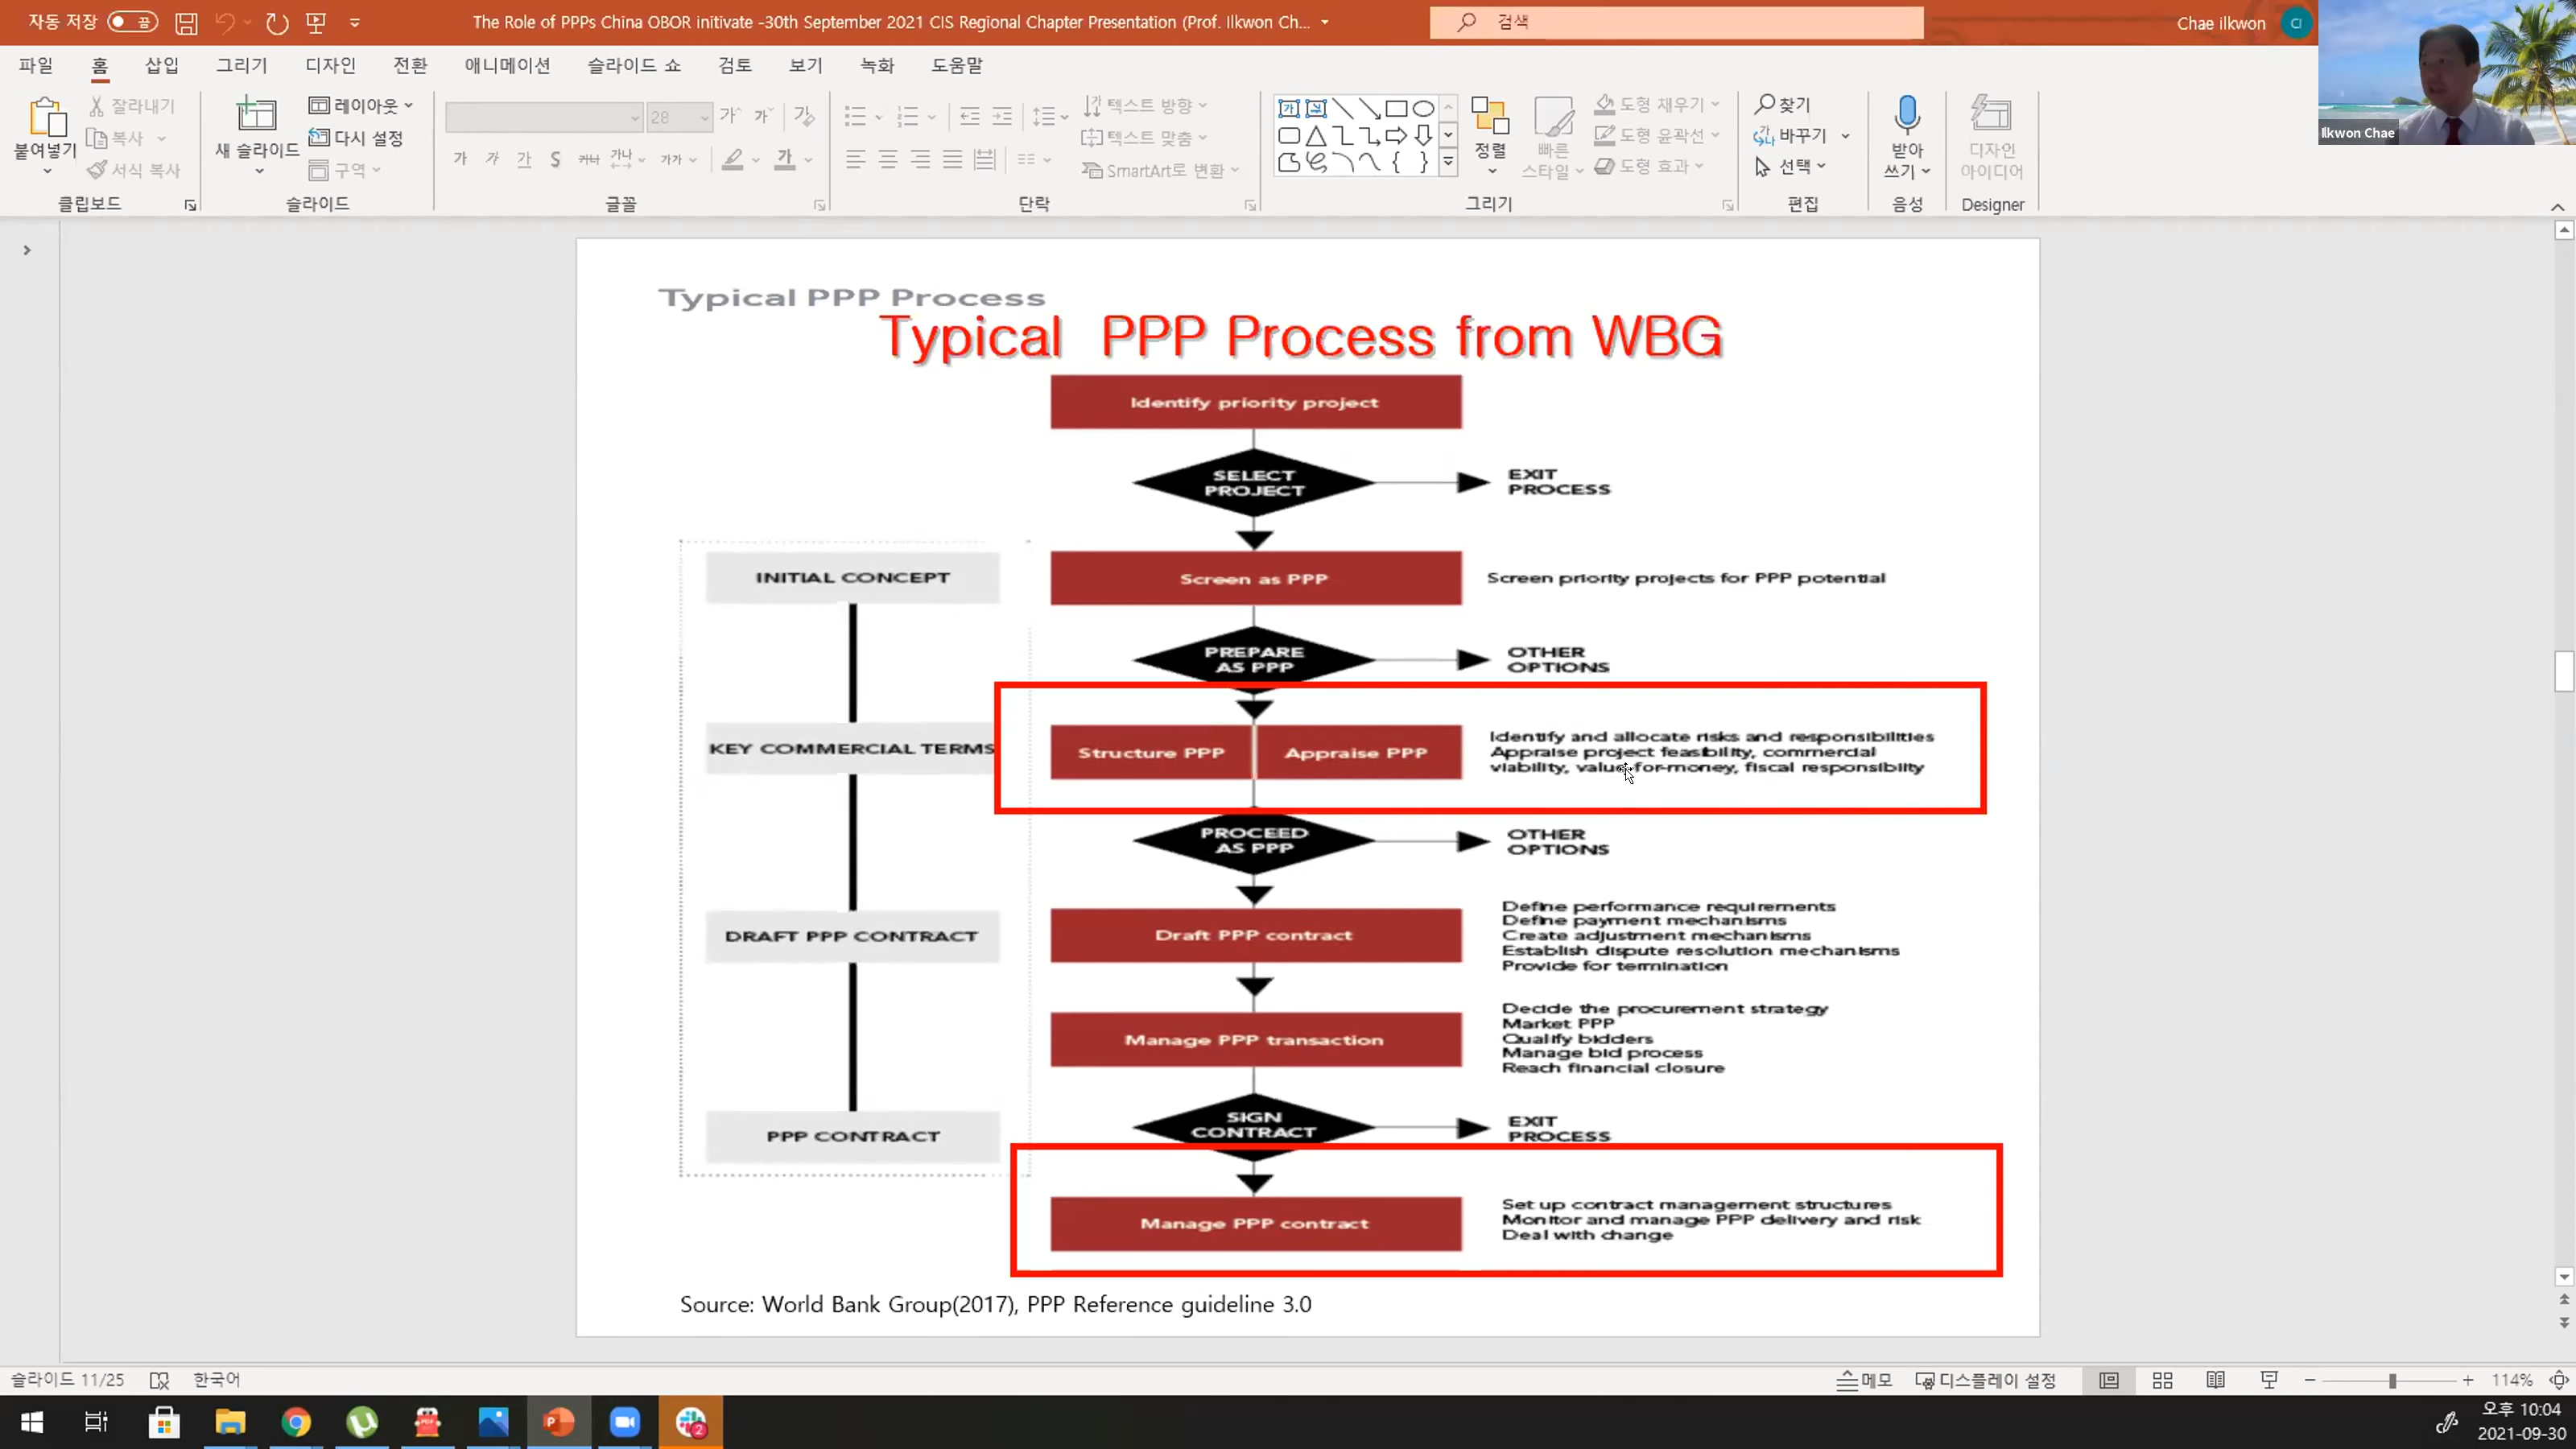 자동 저장
끔
The Role of PPPs China OBOR initivate -30th September 2021 CIS Regional Chapter Presentation (Prof. Ilkwon Ch...
검색
Chae ilkwon
CI
파일 홈 삽입 그리기 디자인 전환 애니메이션 슬라이드 쇼 검토 보기 녹화 도움말
붙여넣기
잘라내기
복사
서식 복사
클립보드
새 슬라이드
레이아웃
다시 설정
구역
슬라이드
28
글꼴
텍스트 방향
텍스트 맞춤
SmartArt로 변환
단락
정렬
빠른
스타일
도형 채우기
도형 윤곽선
도형 효과
그리기
찾기
바꾸기
선택
편집
받아
쓰기
음성
디자인
아이디어
Designer
Ilkwon Chae
Typical PPP Process
Typical PPP Process from WBG
Identify priority project
SELECT
PROJECT
EXIT
PROCESS
INITIAL CONCEPT
Screen as PPP
Screen priority projects for PPP potential
PREPARE
AS PPP
OTHER
OPTIONS
KEY COMMERCIAL TERMS
Structure PPP
Appraise PPP
Identify and allocate risks and responsibilities
Appraise project feasibility, commercial
viability, value-for-money, fiscal responsibilty
PROCEED
AS PPP
OTHER
OPTIONS
DRAFT PPP CONTRACT
Draft PPP contract
Define performance requirements
Define payment mechanisms
Create adjustment mechanisms
Establish dispute resolution mechanisms
Provide for termination
Manage PPP transaction
Decide the procurement strategy
Market PPP
Qualify bidders
Manage bid process
Reach financial closure
PPP CONTRACT
SIGN
CONTRACT
EXIT
PROCESS
Manage PPP contract
Set up contract management structures
Monitor and manage PPP delivery and risk
Deal with change
Source: World Bank Group(2017), PPP Reference guideline 3.0
슬라이드 11/25
한국어
메모
디스플레이 설정
114%
2
오후 10:04
2021-09-30